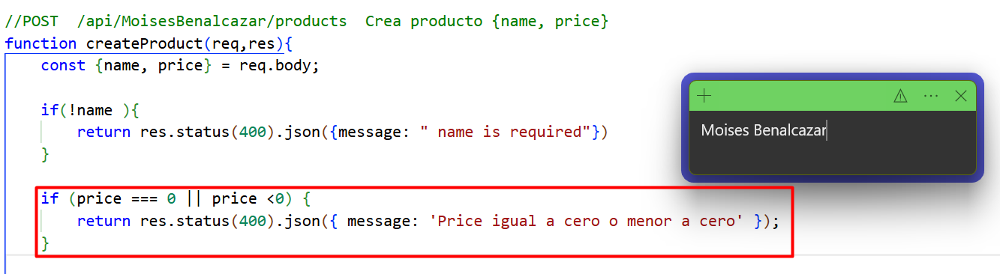 //POST  /api/MoisesBenalcazar/products  Crea producto {name, price}
function createProduct(req,res){
    const {name, price} = req.body;
    if(!name ){
        return res.status(400).json({message: " name is required"})
    }
    if (price === 0 || price <0) {
        return res.status(400).json({ message: 'Price igual a cero o menor a cero' });
    }
Moises Benalcazar